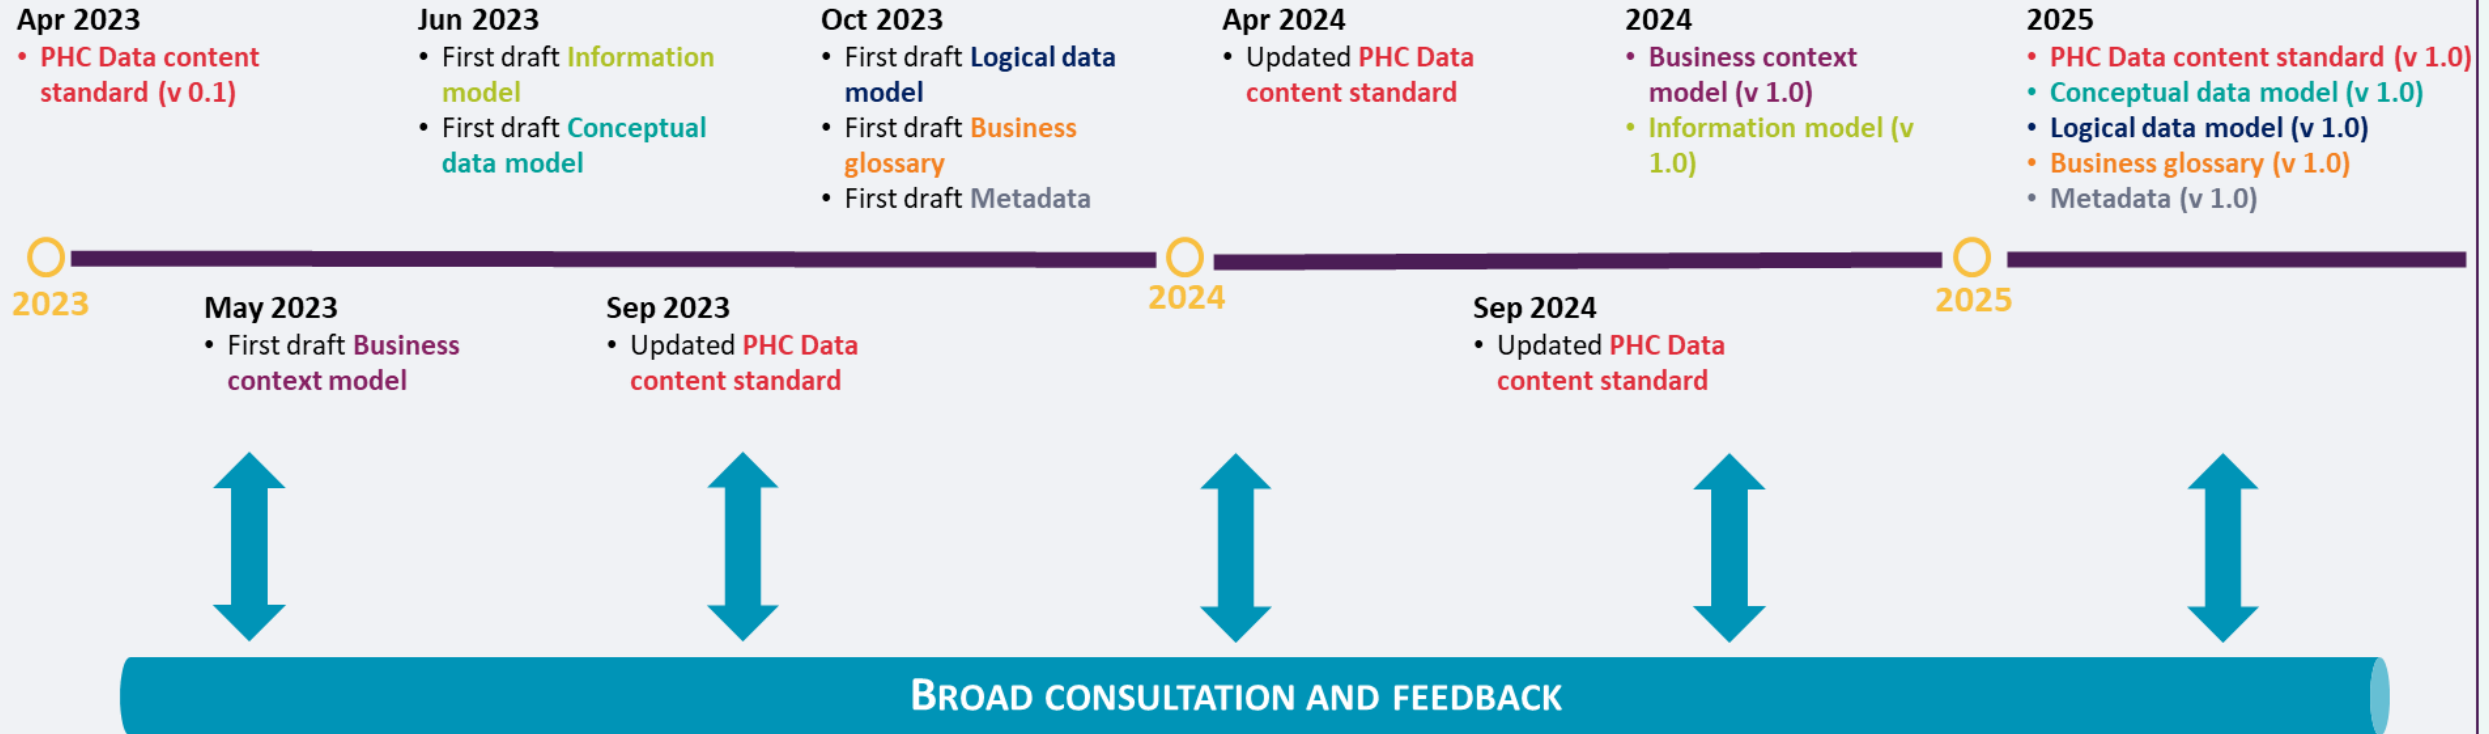 Apr 2023
• PHC Data content
standard (v 0.1)
Jun 2023
• First draft Information
model
• First draft Conceptual
data model
Oct 2023
• First draft Logical data
model
• First draft Business
glossary
• First draft Metadata
Apr 2024
• Updated PHC Data
content standard
2024
• Business context
model (v 1.0)
• Information model (v
1.0)
2025
• PHC Data content standard (v 1.0)
• Conceptual data model (v 1.0)
• Logical data model (v 1.0)
• Business glossary (v 1.0)
• Metadata (v 1.0)
2023
2024
2025
May 2023
• First draft Business
context model
Sep 2023
• Updated PHC Data
content standard
Sep 2024
• Updated PHC Data
content standard
BROAD CONSULTATION AND FEEDBACK